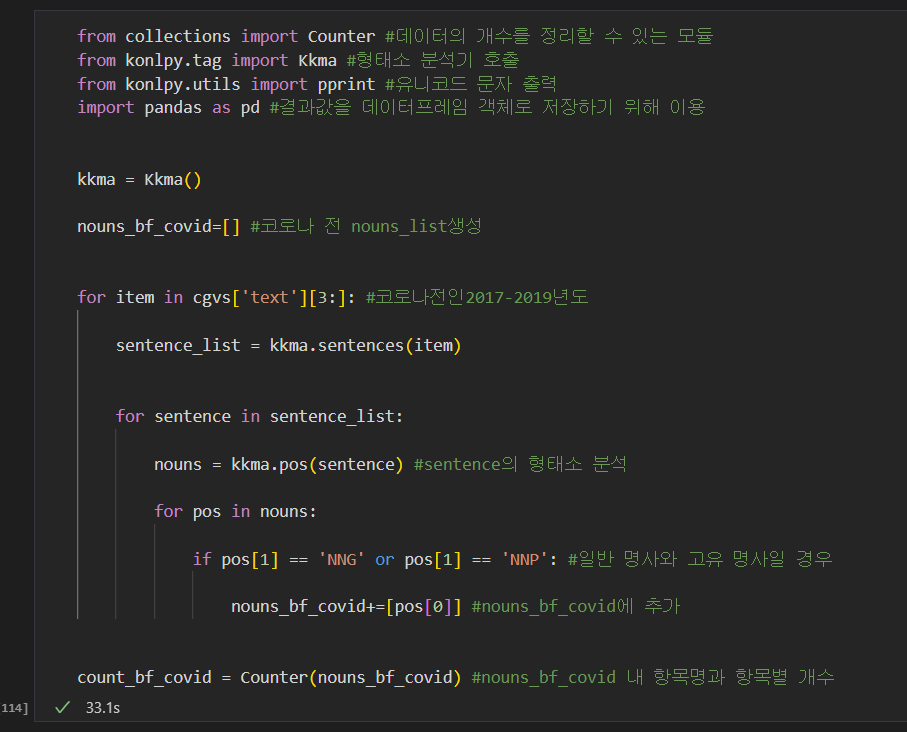 from collections import Counter #데이터의 개수를 정리할 수 있는 모듈
from konlpy.tag import Kkma #형태소 분석기 호출
from konlpy.utils import pprint #유니코드 문자 출력
import pandas as pd #결과값을 데이터프레임 객체로 저장하기 위해 이용
kkma = Kkma()
nouns_bf_covid=[] #코로나 전 nouns_list생성
for item in cgvs['text'][3:]: #코로나전인2017-2019년도
sentence_list = kkma.sentences(item)
for sentence in sentence_list:
nouns = kkma.pos(sentence) #sentence의 형태소 분석
for pos in nouns:
if pos[1] == 'NNG' or pos[1] == 'NNP': #일반 명사와 고유 명사일 경우
nouns_bf_covid+=[pos[0]] #nouns_bf_covid에 추가
count_bf_covid = Counter(nouns_bf_covid) #nouns_bf_covid 내 항목명과 항목별 개수
114] ✓ 33.1s